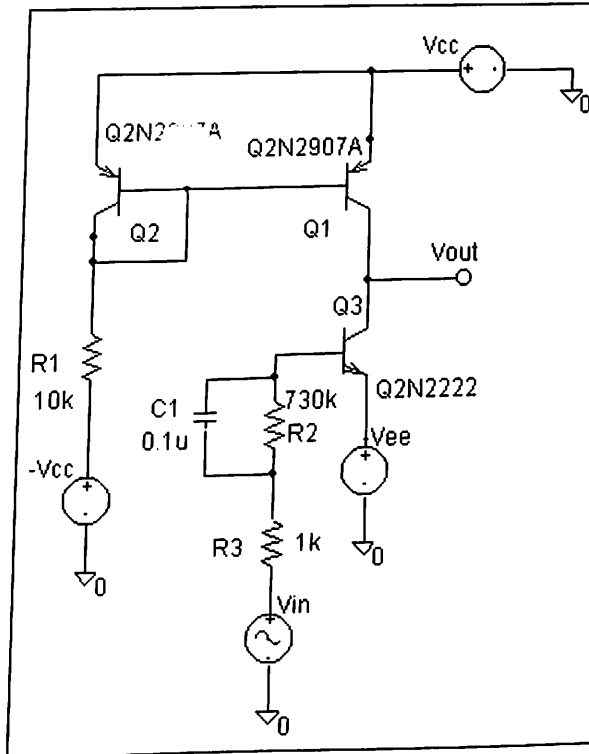 Vcc
+ -
0
Q2N2907A
Q2
Q1
Vout
Q3
R1
10k
C1
0.1u
730k
R2
Q2N2222
Vee
+
-
-Vcc
+
-
0
R3
1k
0
Vin
+
-
0